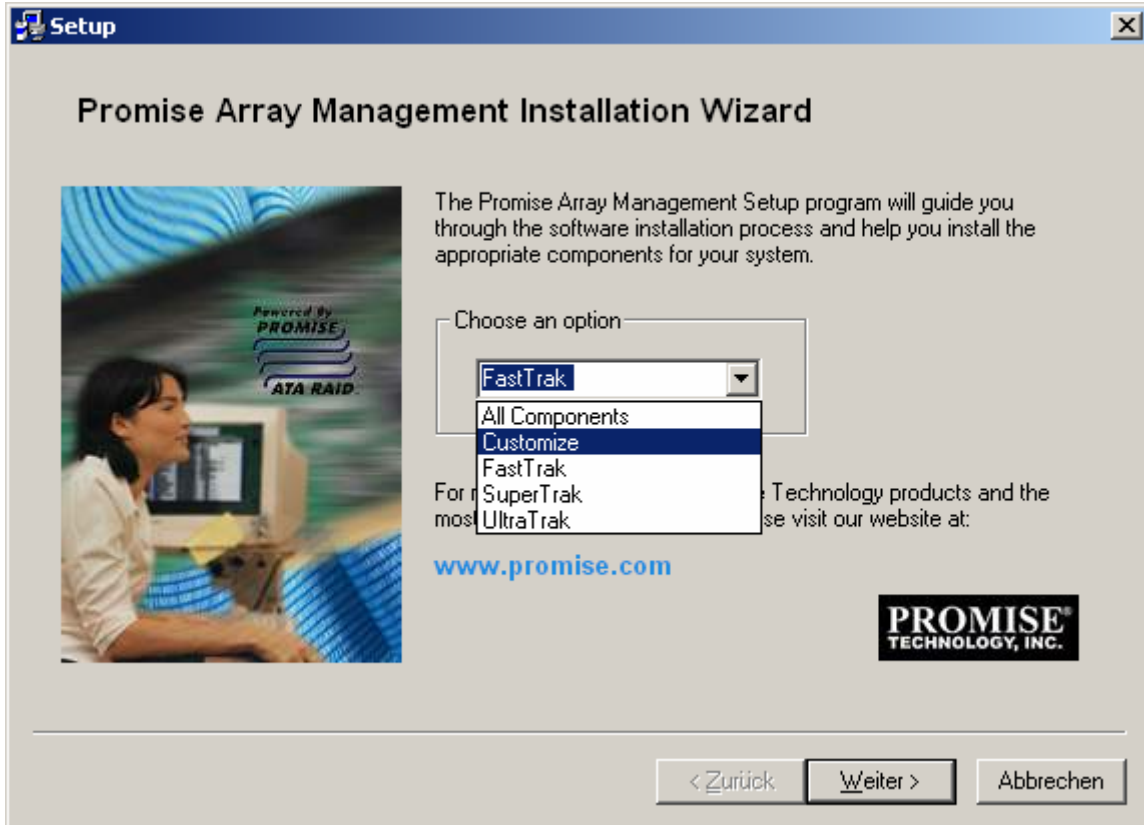 Setup
Promise Array Management Installation Wizard
The Promise Array Management Setup program will guide you
through the software installation process and help you install the
appropriate components for your system.
Powered By
PROMISE
ATA RAID
Choose an option
FastTrak
All Components
Customize
FastTrak
SuperTrak
UltraTrak
For
Technology products and the
visit our website at:
www.promise.com
PROMISE®
TECHNOLOGY, INC.
< Zurück
Weiter >
Abbrechen